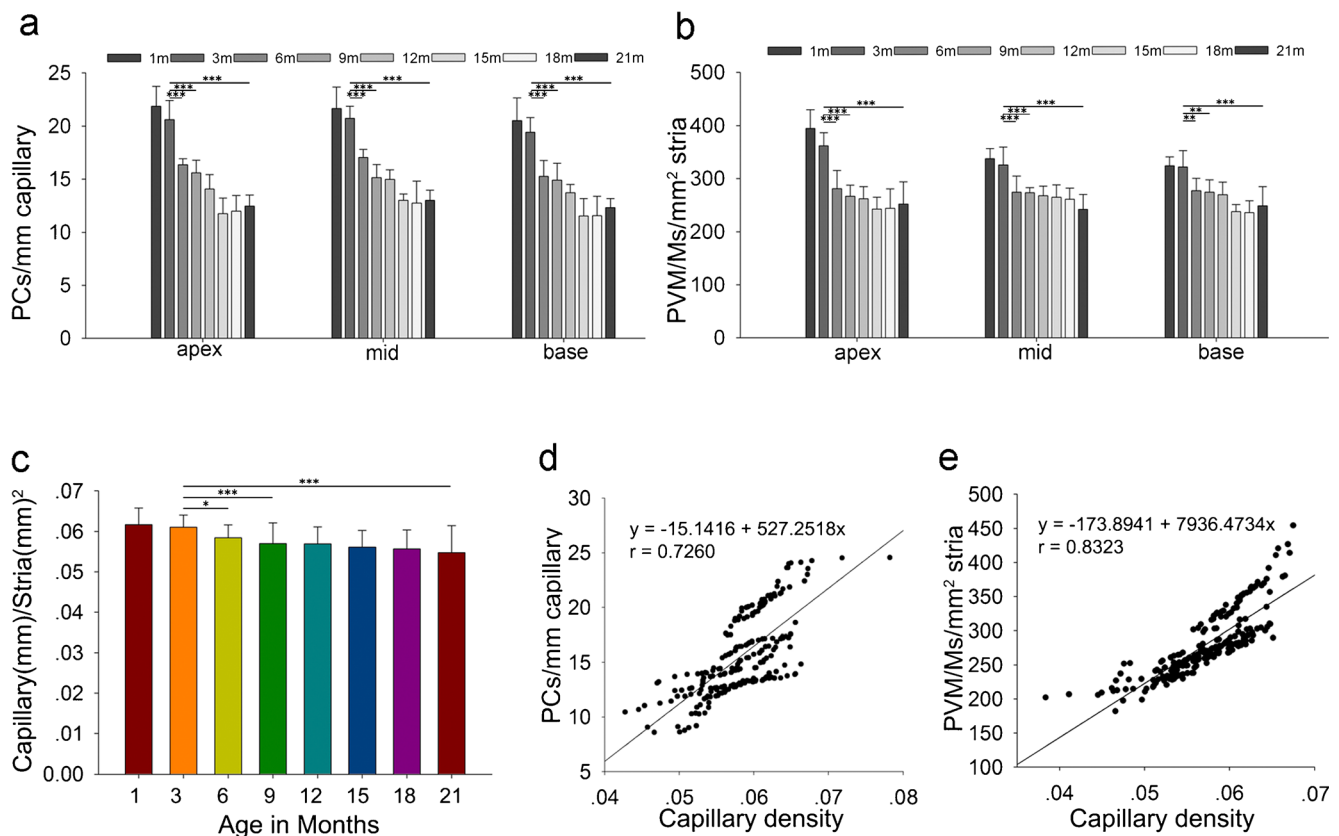 a
1m 3m 6m 9m 12m 15m 18m 21m
PCs/mm capillary
25
20
15
10
5
0
*** *** ***
*** *** ***
*** *** ***
apex mid base
b
1m 3m 6m 9m 12m 15m 18m 21m
PVM/Ms/mm² stria
500
400
300
200
100
0
*** *** ***
*** *** **
*** *** **
apex mid base
c
Capillary(mm)/Stria(mm)²
.07
.06
.05
.04
.03
.02
.01
0.00
***
***
*
1 3 6 9 12 15 18 21
Age in Months
d
PCs/mm capillary
30
25
20
15
10
5
y = -15.1416 + 527.2518x
r = 0.7260
.04 .05 .06 .07 .08
Capillary density
e
PVM/Ms/mm² stria
500
450
400
350
300
250
200
150
100
y = -173.8941 + 7936.4734x
r = 0.8323
.04 .05 .06 .07
Capillary density